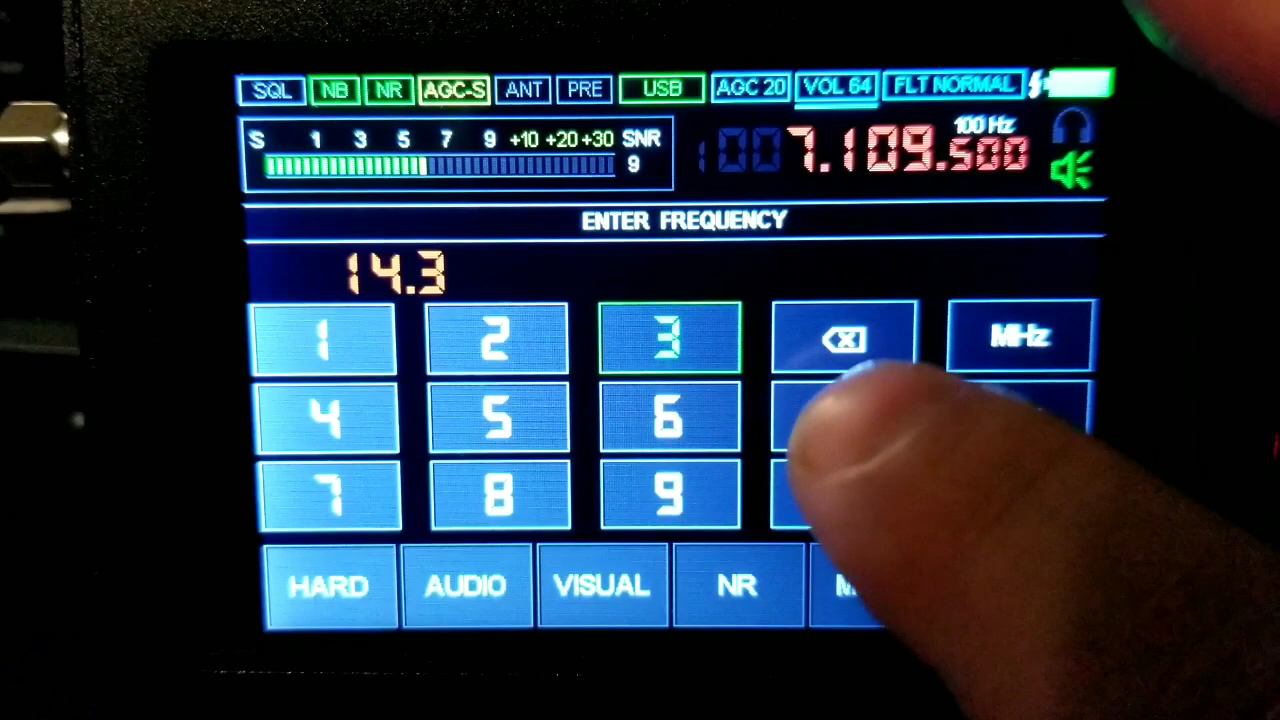 SQL NB NR AGC-S ANT PRE USB AGC 20 VOL 64 FLT NORMAL
S 1 3 5 7 9 +10 +20 +30 SNR
9
100 Hz
7.109.500
ENTER FREQUENCY
14.3
1 2 3 MHz
4 5 6
7 8 9
HARD AUDIO VISUAL NR